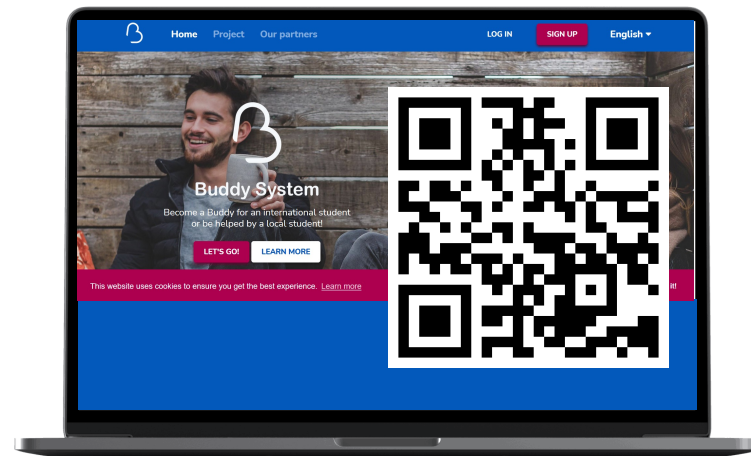 Home Project Our partners LOG IN SIGN UP English
Buddy System
Become a Buddy for an international student
or be helped by a local student!
LET'S GO! LEARN MORE
This website uses cookies to ensure you get the best experience. Learn more it!